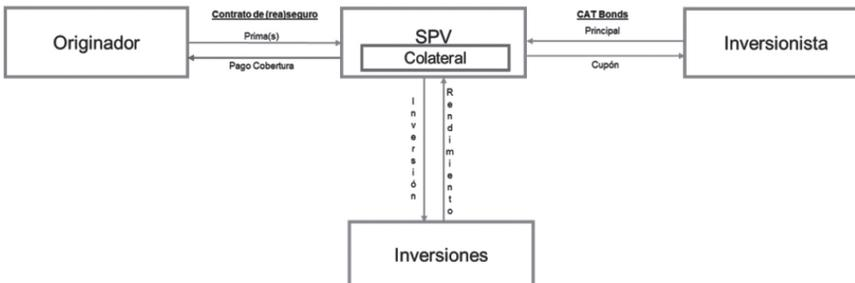 Contrato de (rea)seguro
CAT Bonds
Originador
Prima(s)
Pago Cobertura
SPV
Colateral
Principal
Cupón
Inversionista
Inversión
Rendimiento
Inversiones